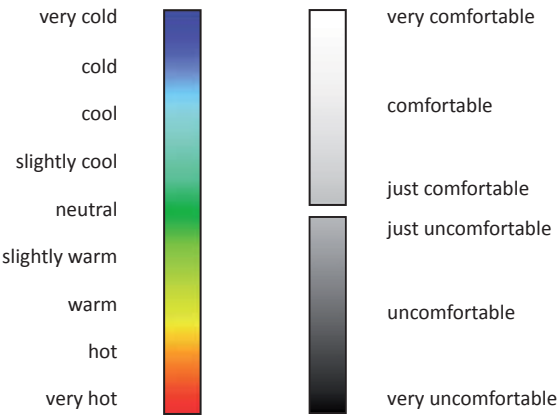 very cold
cold
cool
slightly cool
neutral
slightly warm
warm
hot
very hot
very comfortable
comfortable
just comfortable
just uncomfortable
uncomfortable
very uncomfortable